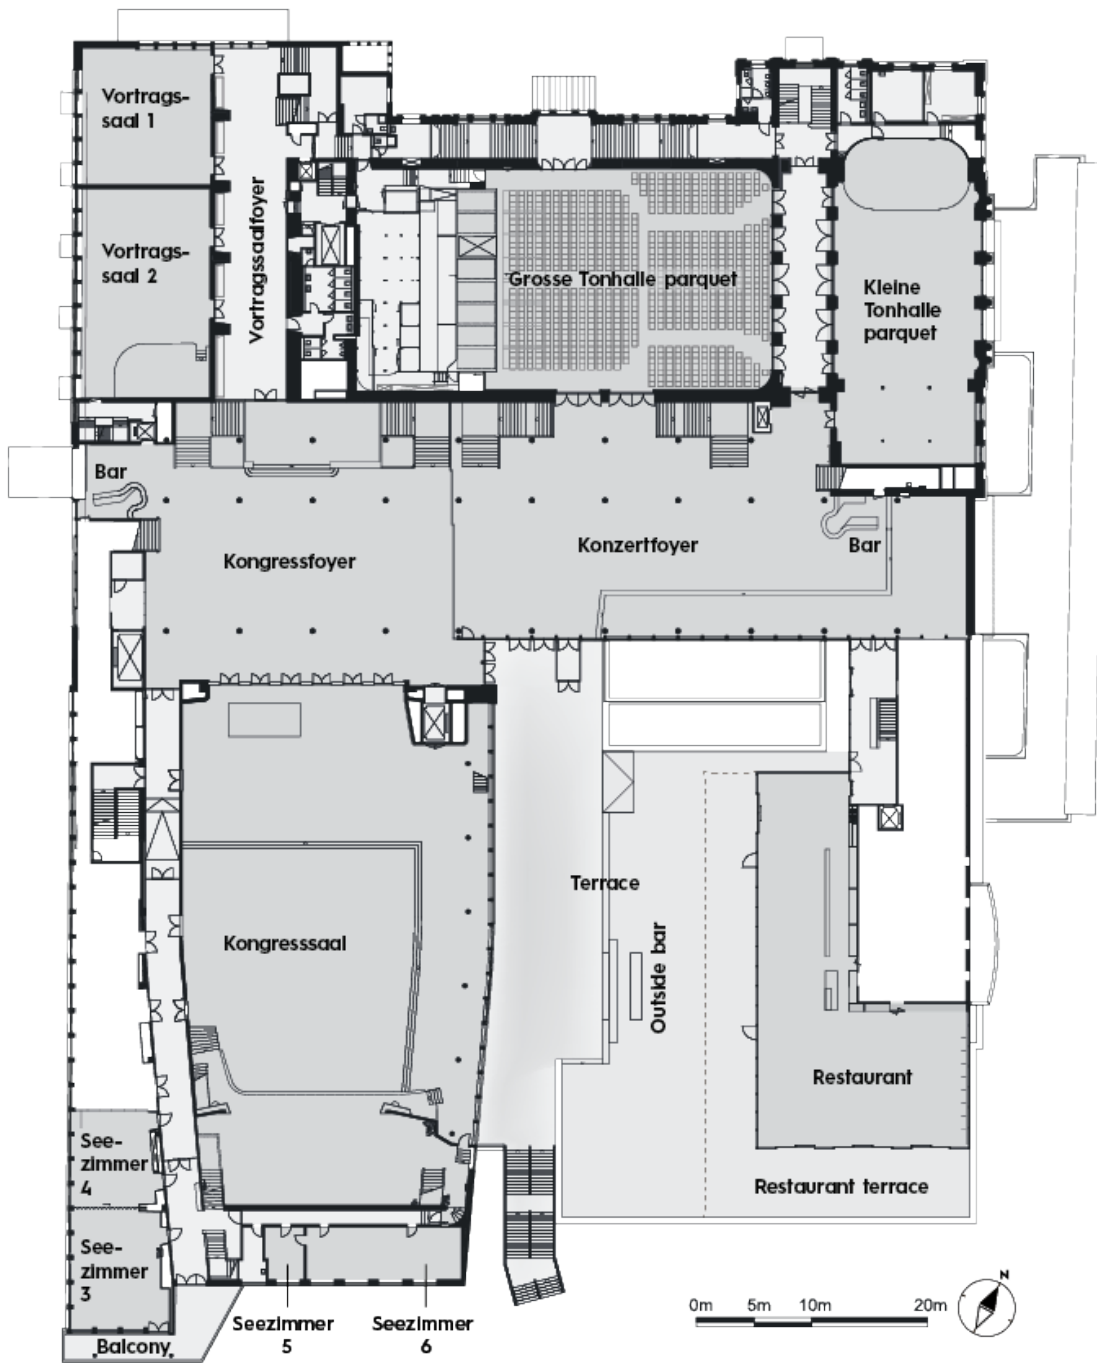 Vortrags-
saal 1
Vortrags-
saal 2
Vortragssaalfoyer
Grosse Tonhalle parquet
Kleine
Tonhalle
parquet
Bar
Kongressfoyer
Konzertfoyer
Bar
Kongresssaal
Terrace
Outside bar
Restaurant
Restaurant terrace
See-
zimmer
4
See-
zimmer
3
Balcony
Seezimmer
5
Seezimmer
6
0m 5m 10m 20m
N